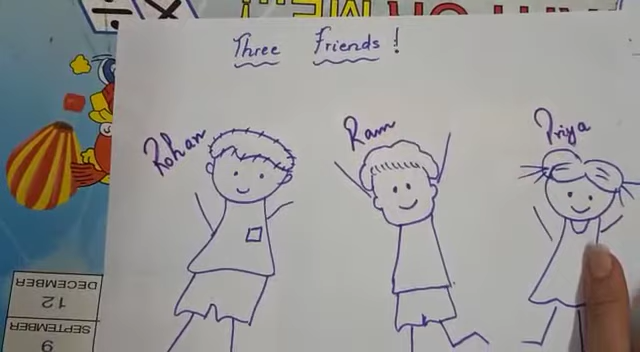 Three Friends!
Rohan
Ram
Priya
DECEMBER
12
SEPTEMBER
9